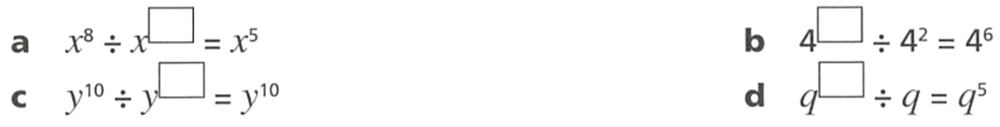 a x⁸ ÷ x^□ = x⁵
b 4^□ ÷ 4² = 4⁶
c y¹⁰ ÷ y^□ = y¹⁰
d q^□ ÷ q = q⁵